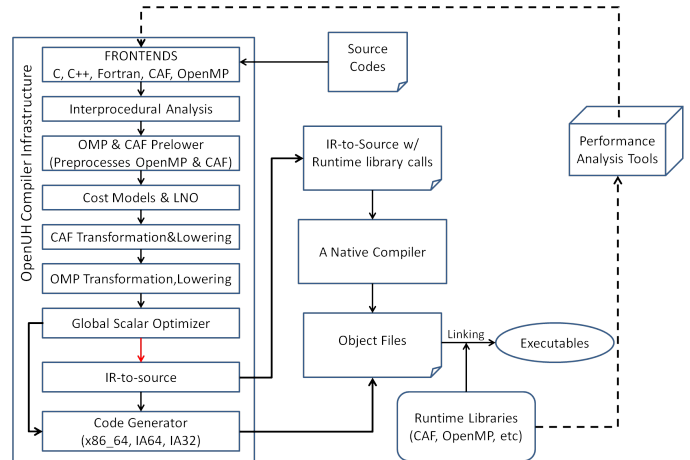 OpenUH Compiler Infrastructure
FRONTENDS
C, C++, Fortran, CAF, OpenMP
Interprocedural Analysis
OMP & CAF Prelower
(Preprocesses OpenMP & CAF)
Cost Models & LNO
CAF Transformation&Lowering
OMP Transformation,Lowering
Global Scalar Optimizer
IR-to-source
Code Generator
(x86_64, IA64, IA32)
Source
Codes
IR-to-Source w/
Runtime library calls
A Native Compiler
Object Files
Linking
Executables
Runtime Libraries
(CAF, OpenMP, etc)
Performance
Analysis Tools